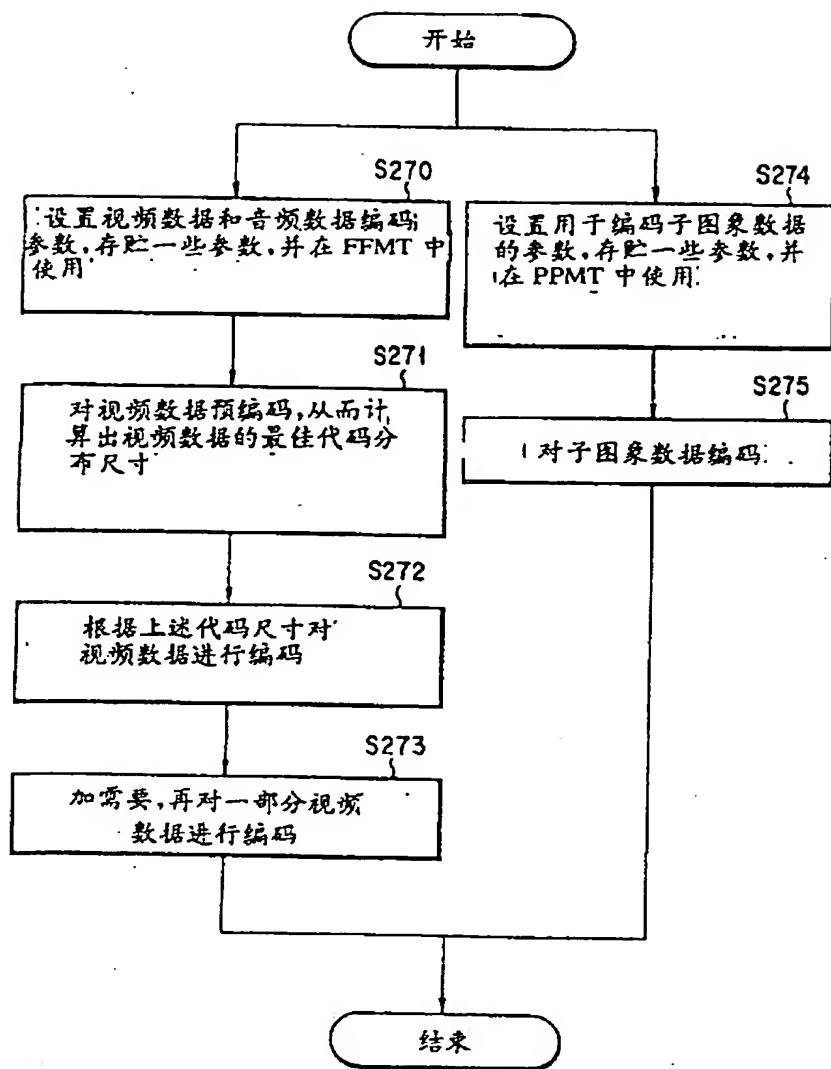 开始
S270
设置视频数据和音频数据编码
参数,存贮一些参数,并在 FFMT 中
使用
S271
对视频数据预编码,从而计
算出视频数据的最佳代码分
布尺寸
S272
根据上述代码尺寸对
视频数据进行编码
S273
加需要,再对一部分视频
数据进行编码
S274
设置用于编码子图象数据
的参数,存贮一些参数,并
在 PPMT 中使用
S275
对子图象数据编码
结束